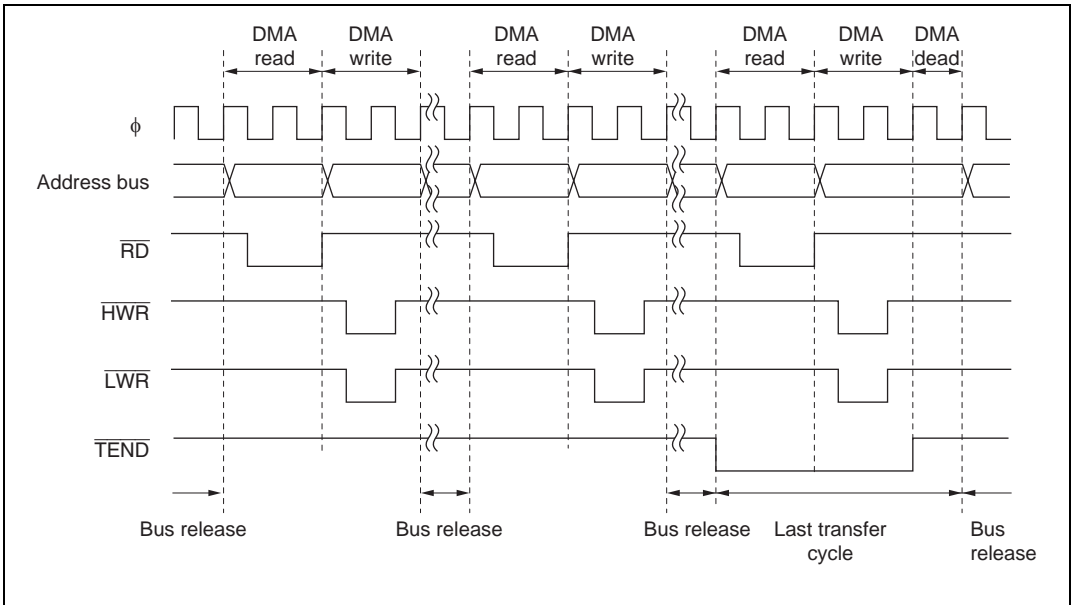 DMA read
DMA write
DMA read
DMA write
DMA read
DMA write
DMA dead
ϕ
Address bus
RD
HWR
LWR
TEND
Bus release
Bus release
Bus release
Last transfer cycle
Bus release